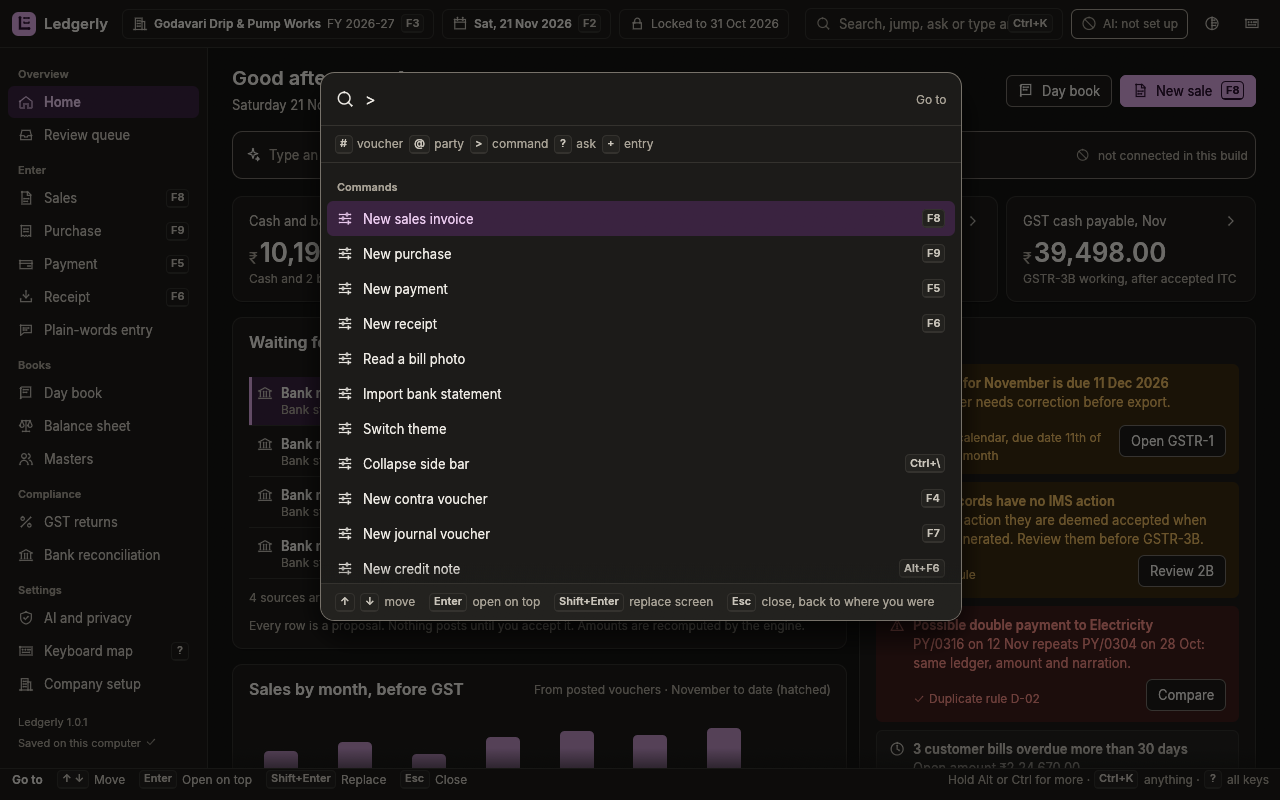 Ledgerly
Godavari Drip & Pump Works FY 2026-27 F3
Sat, 21 Nov 2026 F2
Locked to 31 Oct 2026
Search, jump, ask or type a Ctrl+K
AI: not set up
Overview
Home
Review queue
Enter
Sales F8
Purchase F9
Payment F5
Receipt F6
Plain-words entry
Books
Day book
Balance sheet
Masters
Compliance
GST returns
Bank reconciliation
Settings
AI and privacy
Keyboard map ?
Company setup
Ledgerly 1.0.1
Saved on this computer
Good
Saturday 21
Day book
New sale F8
Type an
not connected in this build
Cash and
₹10,19
Cash and 2
GST cash payable, Nov
₹39,498.00
GSTR-3B working, after accepted ITC
>
Go to
# voucher @ party > command ? ask + entry
Commands
New sales invoice F8
New purchase F9
New payment F5
New receipt F6
Read a bill photo
Import bank statement
Switch theme
Collapse side bar Ctrl+\
New contra voucher F4
New journal voucher F7
New credit note Alt+F6
↑ ↓ move Enter open on top Shift+Enter replace screen Esc close, back to where you were
Waiting
Bank
Bank
Bank
Bank
Bank
Bank
Bank
Bank
4 sources
Every row is a proposal. Nothing posts until you accept it. Amounts are recomputed by the engine.
for November is due 11 Dec 2026
needs correction before export.
calendar, due date 11th of
month
Open GSTR-1
have no IMS action
action they are deemed accepted when
Review them before GSTR-3B.
Review 2B
Possible double payment to Electricity
PY/0316 on 12 Nov repeats PY/0304 on 28 Oct:
same ledger, amount and narration.
Duplicate rule D-02
Compare
3 customer bills overdue more than 30 days
Open amount ₹2,24,670.00
Sales by month, before GST
From posted vouchers · November to date (hatched)
Go to ↑ ↓ Move Enter Open on top Shift+Enter Replace Esc Close
Hold Alt or Ctrl for more · Ctrl+K anything · ? all keys